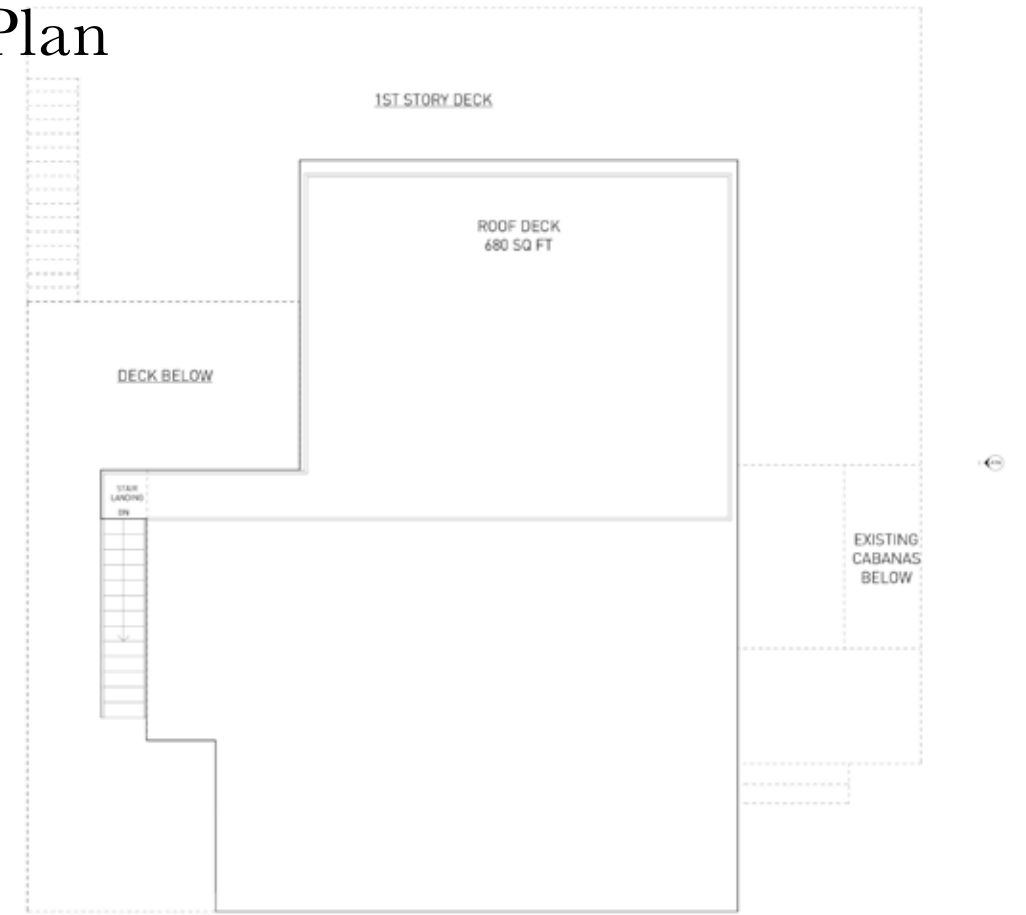 Plan
1ST STORY DECK
ROOF DECK
680 SQ FT
DECK BELOW
STAIR
LANDING
DN
EXISTING
CABANAS
BELOW